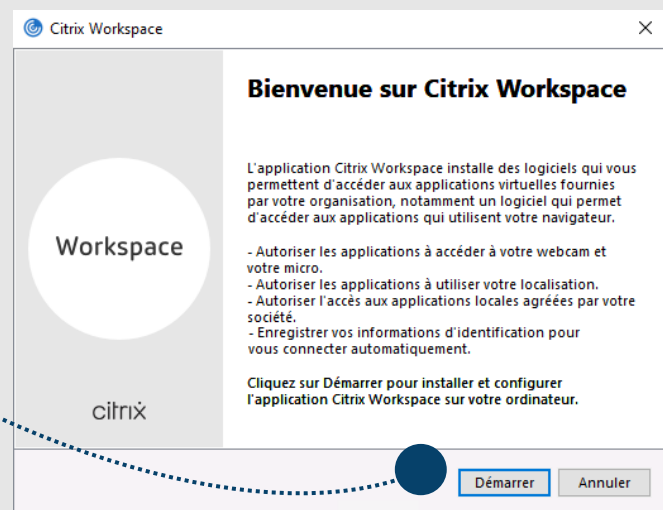 Citrix Workspace
Bienvenue sur Citrix Workspace
L'application Citrix Workspace installe des logiciels qui vous
permettent d'accéder aux applications virtuelles fournies
par votre organisation, notamment un logiciel qui permet
d'accéder aux applications qui utilisent votre navigateur.
- Autoriser les applications à accéder à votre webcam et
votre micro.
- Autoriser les applications à utiliser votre localisation.
- Autoriser l'accès aux applications locales agréées par votre
société.
- Enregistrer vos informations d'identification pour
vous connecter automatiquement.
Cliquez sur Démarrer pour installer et configurer
l'application Citrix Workspace sur votre ordinateur.
Workspace
citrix
Démarrer
Annuler